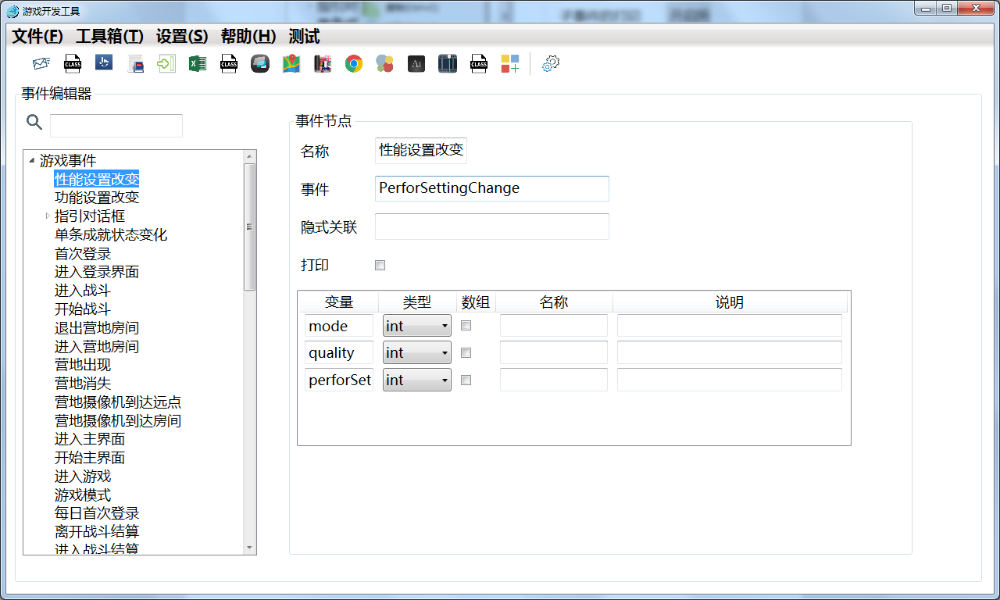 游戏开发工具
文件(F) 工具箱(T) 设置(S) 帮助(H) 测试
CLASS CLASS Ai CLASS
事件编辑器
游戏事件
性能设置改变
功能设置改变
指引对话框
单条成就状态变化
首次登录
进入登录界面
进入战斗
开始战斗
退出营地房间
进入营地房间
营地出现
营地消失
营地摄像机到达远点
营地摄像机到达房间
进入主界面
开始主界面
进入游戏
游戏模式
每日首次登录
离开战斗结算
进入战斗结算
事件节点
名称 性能设置改变
事件 PerforSettingChange
隐式关联
打印
变量 类型 数组 名称 说明
mode int
quality int
perforSet int